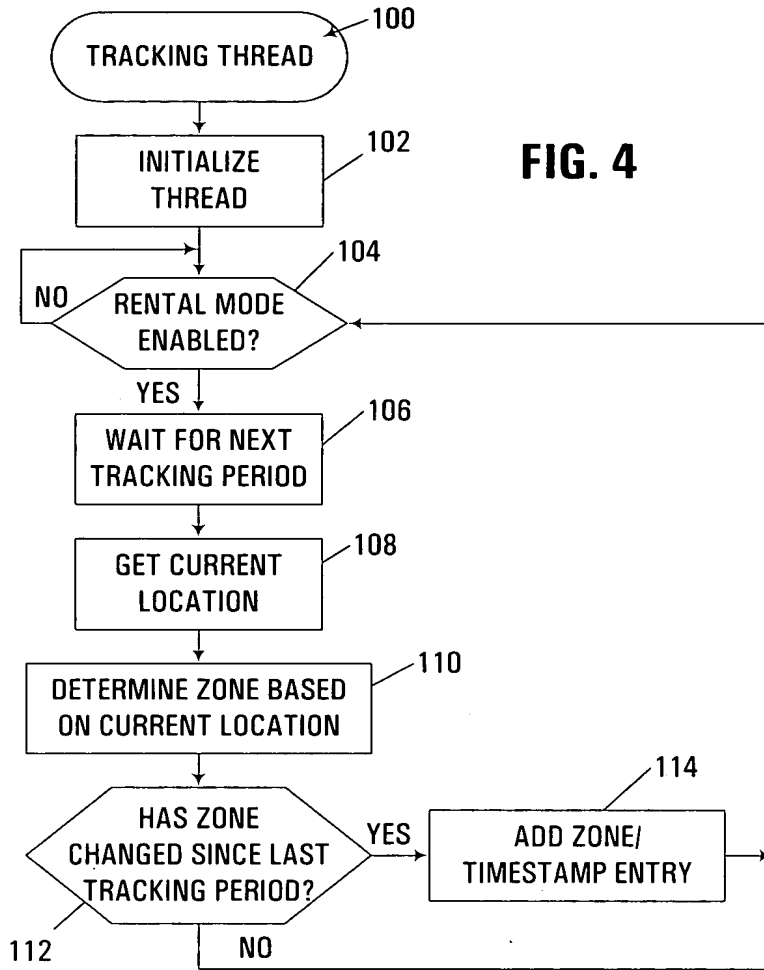 100
TRACKING THREAD
102
INITIALIZE
THREAD
FIG. 4
104
NO
RENTAL MODE
ENABLED?
YES
106
WAIT FOR NEXT
TRACKING PERIOD
108
GET CURRENT
LOCATION
110
DETERMINE ZONE BASED
ON CURRENT LOCATION
114
HAS ZONE
CHANGED SINCE LAST
TRACKING PERIOD?
YES
ADD ZONE/
TIMESTAMP ENTRY
112
NO